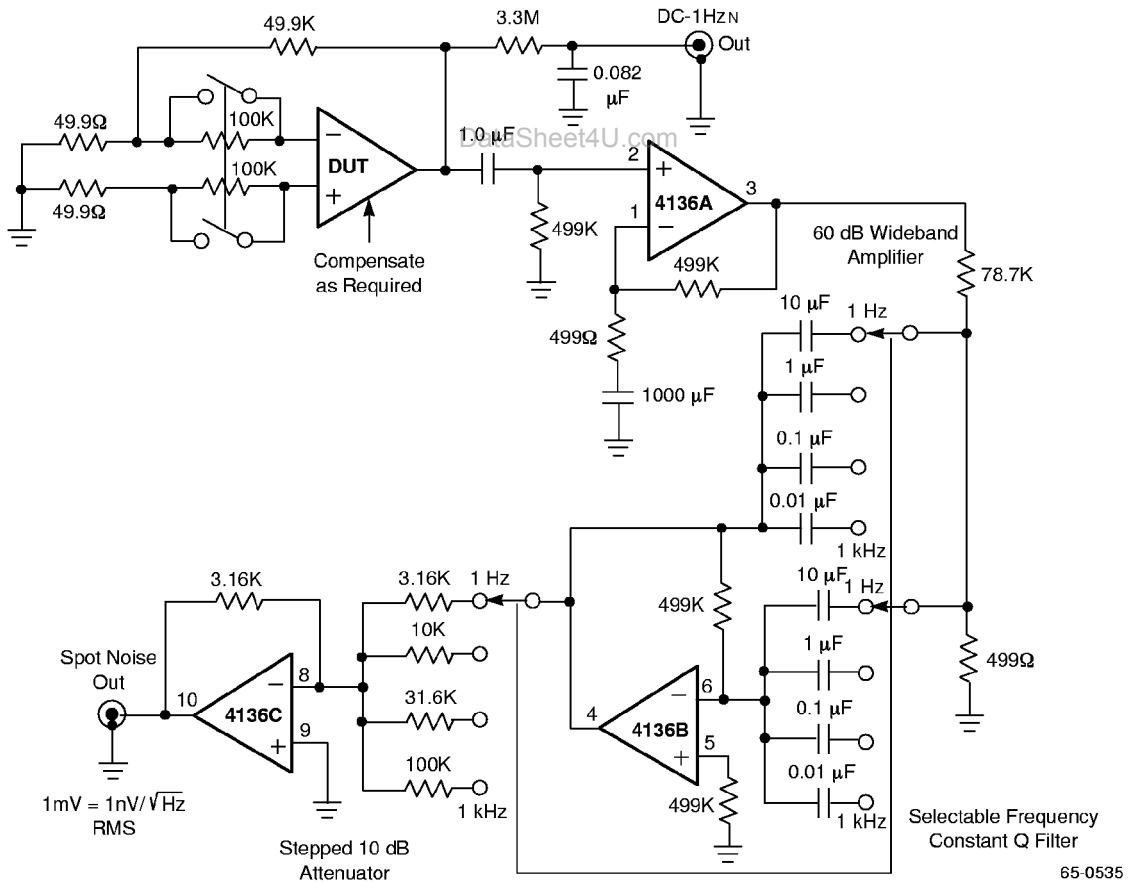 49.9K
3.3M
DC-1HzN
Out
0.082
µF
49.9Ω
100K
DataSheet4U.com
1.0 µF
100K
DUT
−
+
49.9Ω
2
+
4136A
3
1
−
499K
60 dB Wideband
Amplifier
78.7K
Compensate
as Required
499K
499Ω
1000 µF
10 µF
1 Hz
1 µF
0.1 µF
0.01 µF
1 kHz
10 µF
1 Hz
3.16K
3.16K
1 Hz
499K
10K
1 µF
499Ω
Spot Noise
Out
10
8
−
4136C
9
+
31.6K
4
6
−
4136B
5
+
0.1 µF
100K
1 kHz
499K
0.01 µF
1 kHz
1mV = 1nV/√Hz
RMS
Stepped 10 dB
Attenuator
Selectable Frequency
Constant Q Filter
65-0535